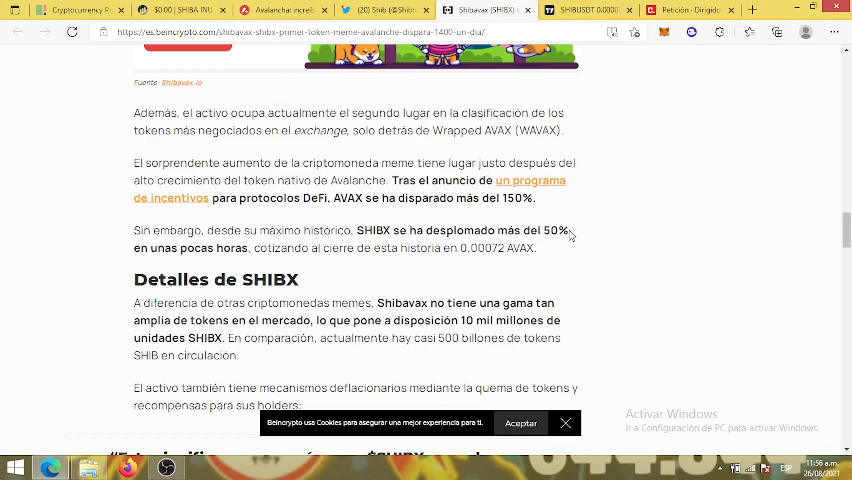 Cryptocurrency P
$0.00 | SHIBA INU
Avalancha: increíb
(20) Shib (@Shibto
Shibavax (SHIBX)
SHIBUSDT 0.0000
Petición · Dirigido
https://es.beincrypto.com/shibavax-shibx-primer-token-meme-avalanche-dispara-1400-un-dia/
Fuente: Shibavax.io
Además, el activo ocupa actualmente el segundo lugar en la clasificación de los
tokens más negociados en el exchange, solo detrás de Wrapped AVAX (WAVAX).
El sorprendente aumento de la criptomoneda meme tiene lugar justo después del
alto crecimiento del token nativo de Avalanche. Tras el anuncio de un programa
de incentivos para protocolos DeFi, AVAX se ha disparado más del 150%.
Sin embargo, desde su máximo histórico, SHIBX se ha desplomado más del 50%
en unas pocas horas, cotizando al cierre de esta historia en 0.00072 AVAX.
Detalles de SHIBX
A diferencia de otras criptomonedas memes, Shibavax no tiene una gama tan
amplia de tokens en el mercado, lo que pone a disposición 10 mil millones de
unidades SHIBX. En comparación, actualmente hay casi 500 billones de tokens
SHIB en circulación.
El activo también tiene mecanismos deflacionarios mediante la quema de tokens y
recompensas para sus holders:
Beincrypto usa Cookies para asegurar una mejor experiencia para ti.
Aceptar
Activar Windows
Ir a Configuración de PC para activar Windows.
ESP
11:56 a.m.
26/08/2021